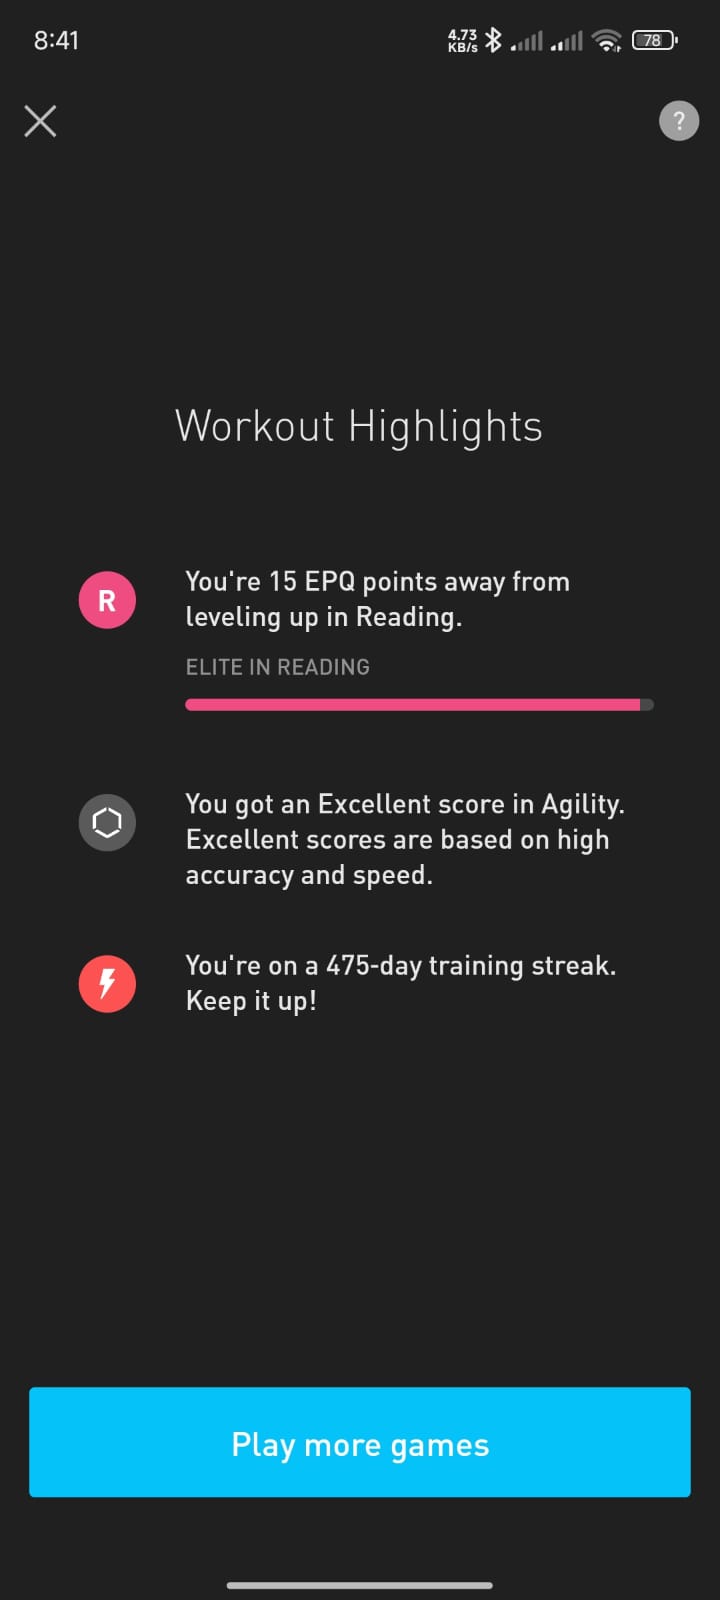 8:41
4.73
KB/s
78
?
Workout Highlights
R
You're 15 EPQ points away from
leveling up in Reading.
ELITE IN READING
You got an Excellent score in Agility.
Excellent scores are based on high
accuracy and speed.
You're on a 475-day training streak.
Keep it up!
Play more games